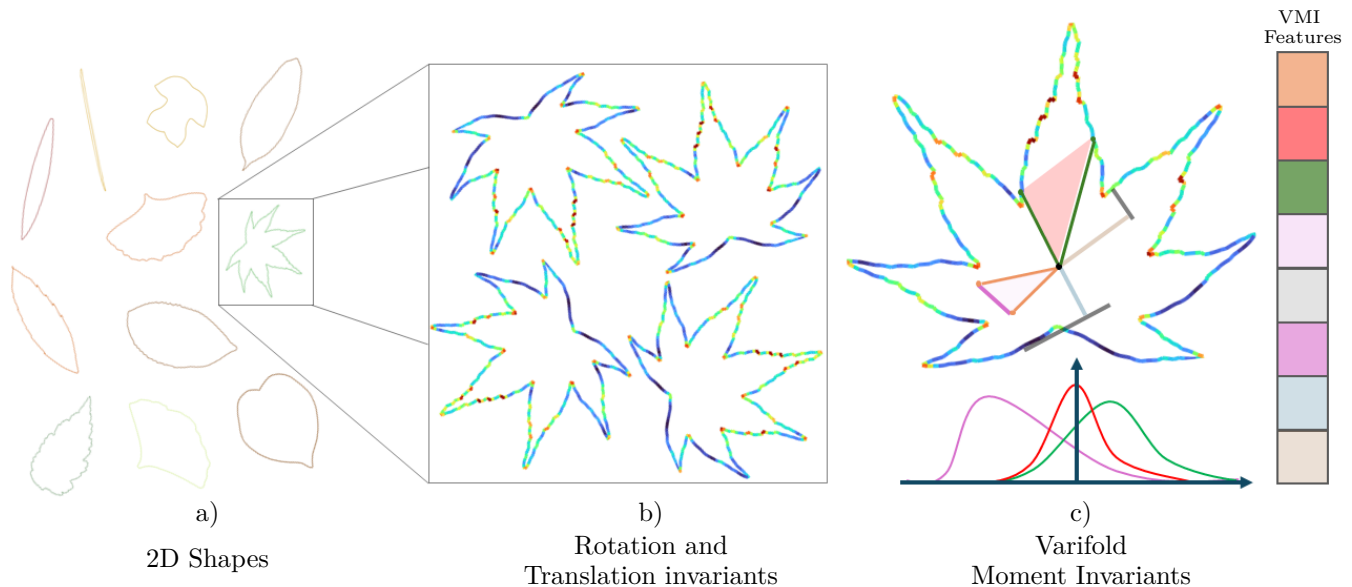 VMI
Features
a)
2D Shapes
b)
Rotation and
Translation invariants
c)
Varifold
Moment Invariants